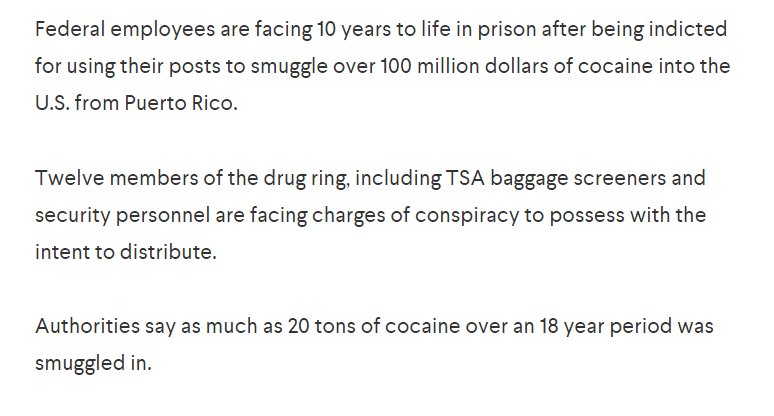 Federal employees are facing 10 years to life in prison after being indicted
for using their posts to smuggle over 100 million dollars of cocaine into the
U.S. from Puerto Rico.
Twelve members of the drug ring, including TSA baggage screeners and
security personnel are facing charges of conspiracy to possess with the
intent to distribute.
Authorities say as much as 20 tons of cocaine over an 18 year period was
smuggled in.